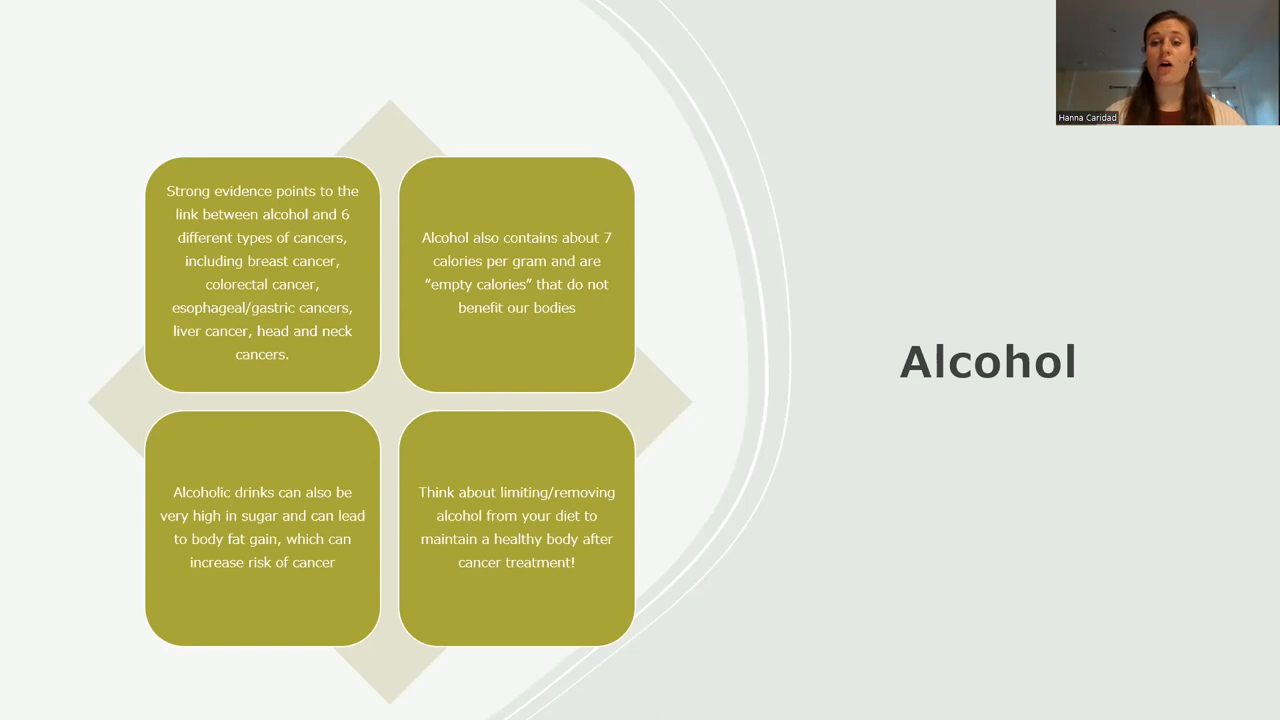 Hanna Caridad
Strong evidence points to the
link between alcohol and 6
different types of cancers,
including breast cancer,
colorectal cancer,
esophageal/gastric cancers,
liver cancer, head and neck
cancers.
Alcohol also contains about 7
calories per gram and are
“empty calories” that do not
benefit our bodies
Alcoholic drinks can also be
very high in sugar and can lead
to body fat gain, which can
increase risk of cancer
Think about limiting/removing
alcohol from your diet to
maintain a healthy body after
cancer treatment!
Alcohol